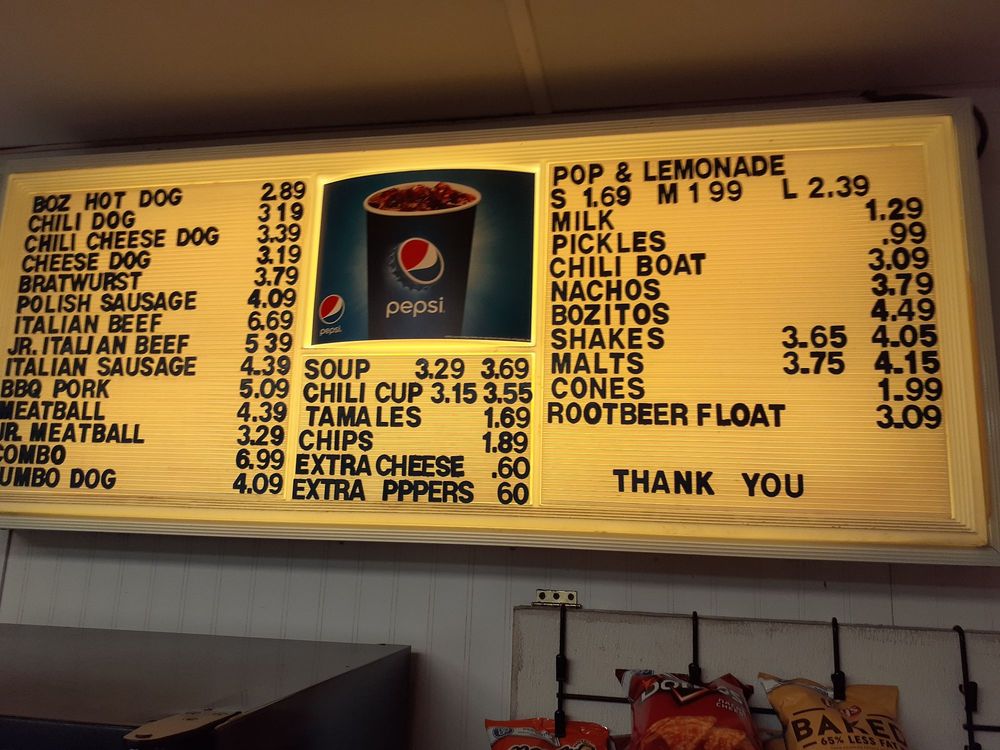 BOZ HOT DOG 2.89
CHILI DOG 3 19
CHILI CHEESE DOG 3.39
CHEESE DOG 3.19
BRATWURST 3.79
POLISH SAUSAGE 4.09
ITALIAN BEEF 6.69
JR. ITALIAN BEEF 5 39
ITALIAN SAUSAGE 4.39
BBQ PORK 5.09
MEATBALL 4.39
JR. MEATBALL 3.29
COMBO 6.99
UMBO DOG 4.09
pepsi
pepsi
SOUP 3.29 3.69
CHILI CUP 3.15 3.55
TAMALES 1.69
CHIPS 1.89
EXTRA CHEESE .60
EXTRA PPPERS 60
POP & LEMONADE
S 1.69 M 1 99 L 2.39
MILK 1.29
PICKLES .99
CHILI BOAT 3.09
NACHOS 3.79
BOZITOS 4.49
SHAKES 3.65 4.05
MALTS 3.75 4.15
CONES 1.99
ROOTBEER FLOAT 3.09
THANK YOU
Doritos
BAKED
65% LESS FAT